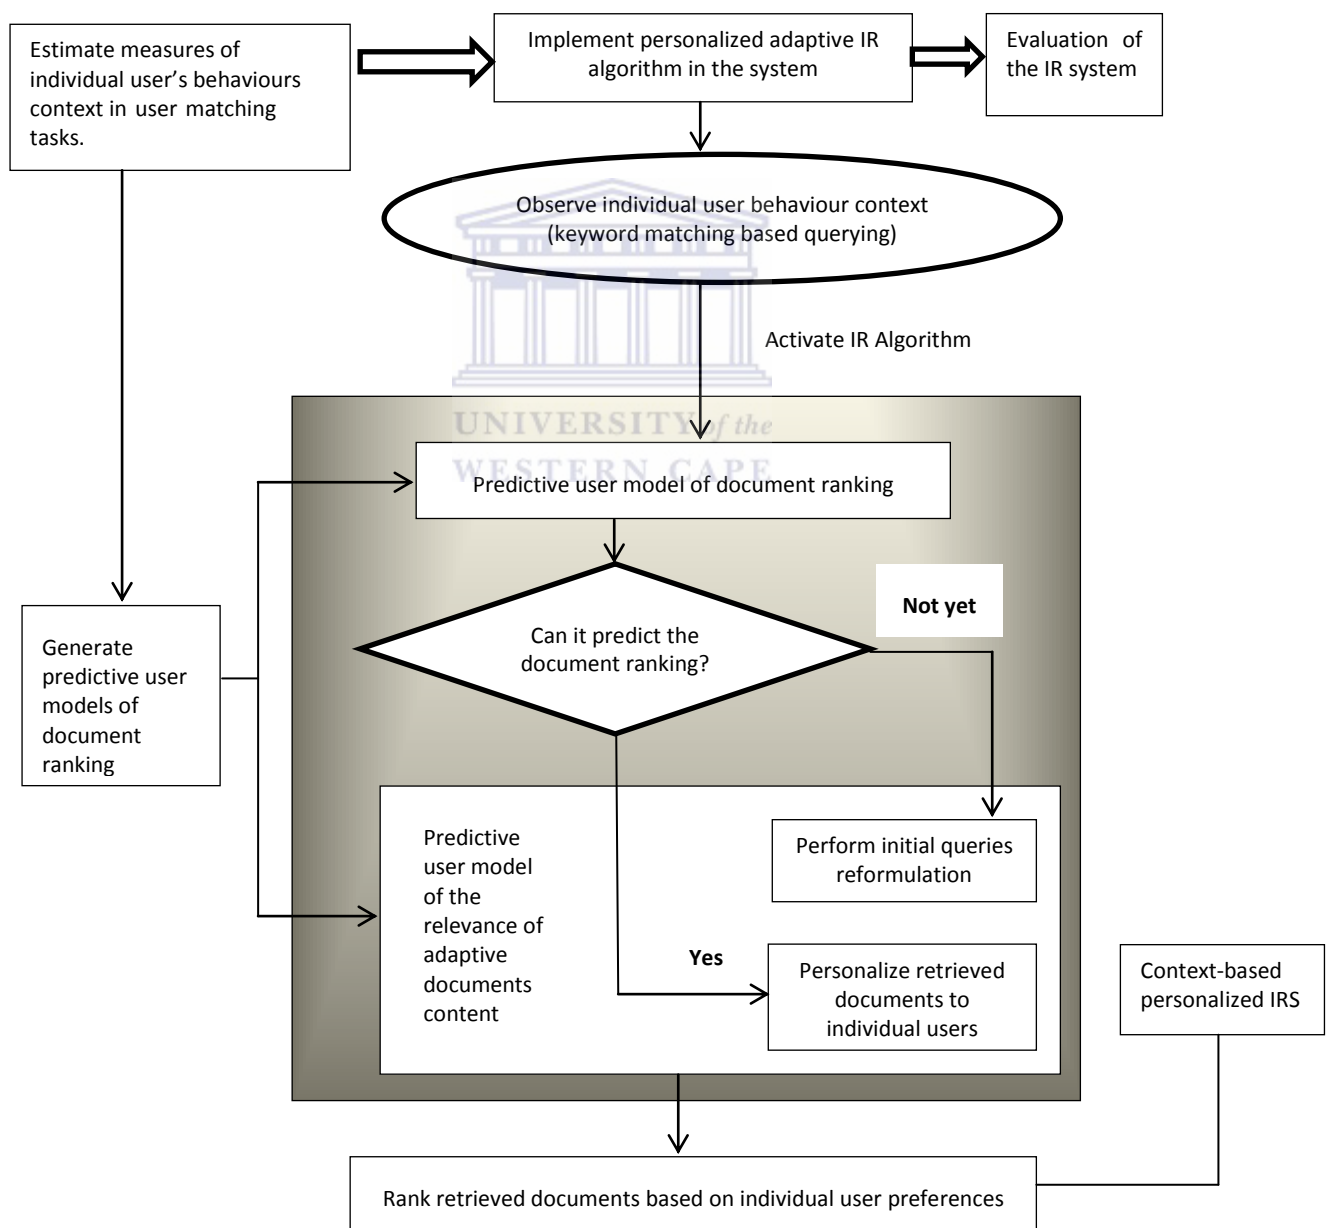 Estimate measures of
individual user's behaviours
context in user matching
tasks.
Implement personalized adaptive IR
algorithm in the system
Evaluation of
the IR system
Observe individual user behaviour context
(keyword matching based querying)
Activate IR Algorithm
UNIVERSITY of the
WESTERN CAPE
Predictive user model of document ranking
Can it predict the
document ranking?
Not yet
Generate
predictive user
models of
document
ranking
Predictive
user model
of the
relevance of
adaptive
documents
content
Perform initial queries
reformulation
Yes
Personalize retrieved
documents to
individual users
Context-based
personalized IRS
Rank retrieved documents based on individual user preferences